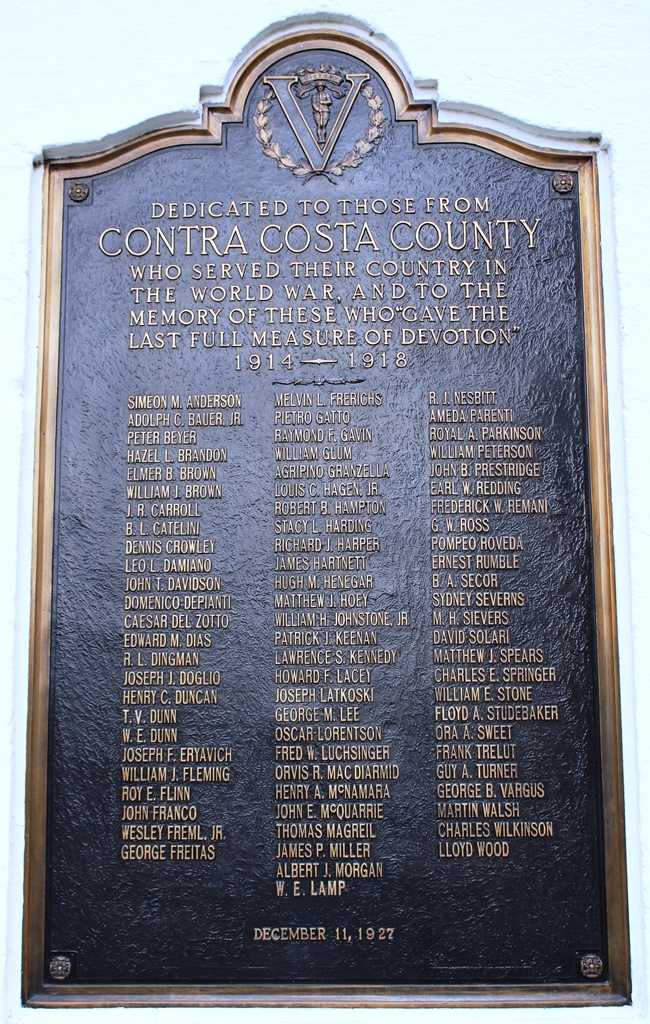 DEDICATED TO THOSE FROM
CONTRA COSTA COUNTY
WHO SERVED THEIR COUNTRY IN
THE WORLD WAR, AND TO THE
MEMORY OF THESE WHO "GAVE THE
LAST FULL MEASURE OF DEVOTION"
1914 — 1918
SIMEON M. ANDERSON
ADOLPH C. BAUER, JR.
PETER BEYER
HAZEL L. BRANDON
ELMER B. BROWN
WILLIAM J. BROWN
J. R. CARROLL
B. L. CATELINI
DENNIS CROWLEY
LEO L. DAMIANO
JOHN T. DAVIDSON
DOMENICO DEPIANTI
CAESAR DEL ZOTTO
EDWARD M. DIAS
R. L. DINGMAN
JOSEPH J. DOGLIO
HENRY C. DUNCAN
T. V. DUNN
W. E. DUNN
JOSEPH F. ERYAVICH
WILLIAM J. FLEMING
ROY E. FLINN
JOHN FRANCO
WESLEY FREML, JR.
GEORGE FREITAS
MELVIN L. FRERICHS
PIETRO GATTO
RAYMOND F. GAVIN
WILLIAM GLUM
AGRIPINO GRANZELLA
LOUIS C. HAGEN, JR.
ROBERT B. HAMPTON
STACY L. HARDING
RICHARD J. HARPER
JAMES HARTNETT
HUGH M. HENEGAR
MATTHEW J. HOEY
WILLIAM H. JOHNSTONE, JR.
PATRICK J. KEENAN
LAWRENCE S. KENNEDY
HOWARD F. LACEY
JOSEPH LATKOSKI
GEORGE M. LEE
OSCAR LORENTSON
FRED W. LUCHSINGER
ORVIS R. MAC DIARMID
HENRY A. McNAMARA
JOHN E. McQUARRIE
THOMAS MAGREIL
JAMES P. MILLER
ALBERT J. MORGAN
W. E. LAMP
R. J. NESBITT
AMEDA PARENTI
ROYAL A. PARKINSON
WILLIAM PETERSON
JOHN B. PRESTRIDGE
EARL W. REDDING
FREDERICK W. REMANI
G. W. ROSS
POMPEO ROVEDA
ERNEST RUMBLE
B. A. SECOR
SYDNEY SEVERNS
M. H. SIEVERS
DAVID SOLARI
MATTHEW J. SPEARS
CHARLES E. SPRINGER
WILLIAM E. STONE
FLOYD A. STUDEBAKER
ORA A. SWEET
FRANK TRELUT
GUY A. TURNER
GEORGE B. VARGUS
MARTIN WALSH
CHARLES WILKINSON
LLOYD WOOD
DECEMBER 11, 1927